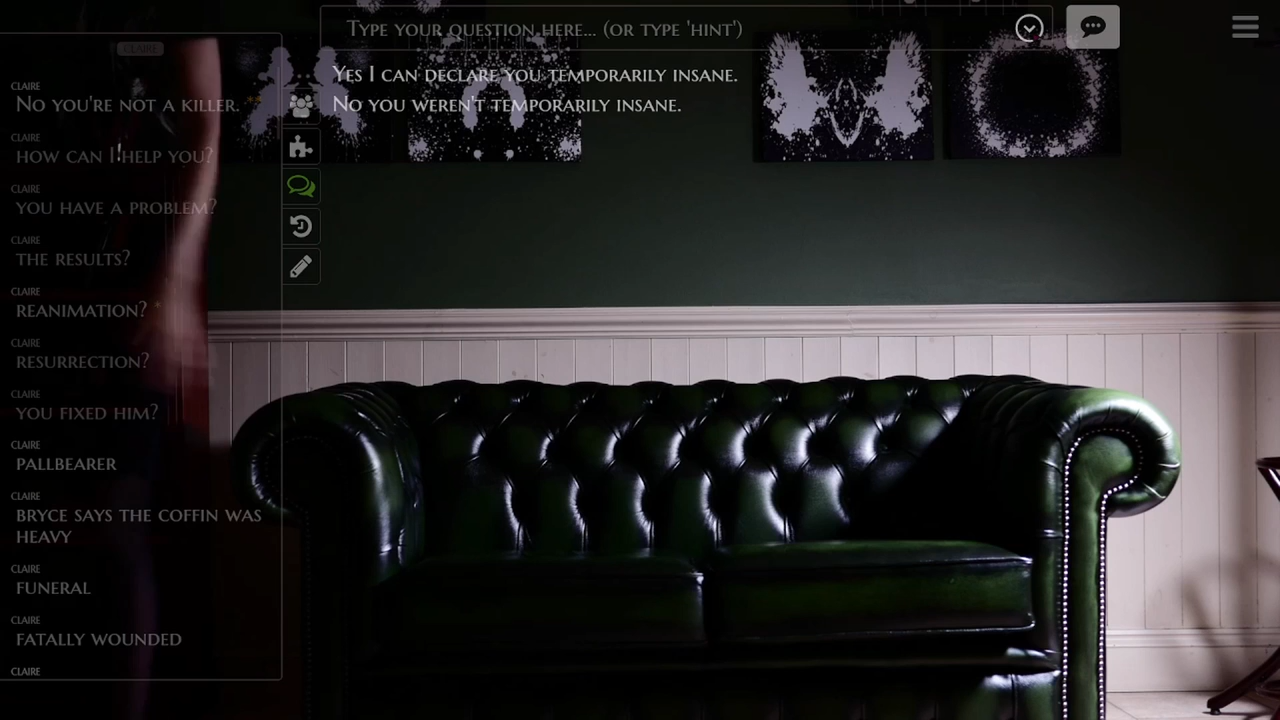 Type your question here... (or type 'hint')
Yes I can declare you temporarily insane.
No you weren't temporarily insane.
CLAIRE
CLAIRE
No you're not a killer. **
CLAIRE
How can I help you?
CLAIRE
You have a problem?
CLAIRE
The results?
CLAIRE
Reanimation? *
CLAIRE
Resurrection?
CLAIRE
You fixed him?
CLAIRE
Pallbearer
CLAIRE
Bryce says the coffin was
heavy
CLAIRE
Funeral
CLAIRE
Fatally wounded
CLAIRE